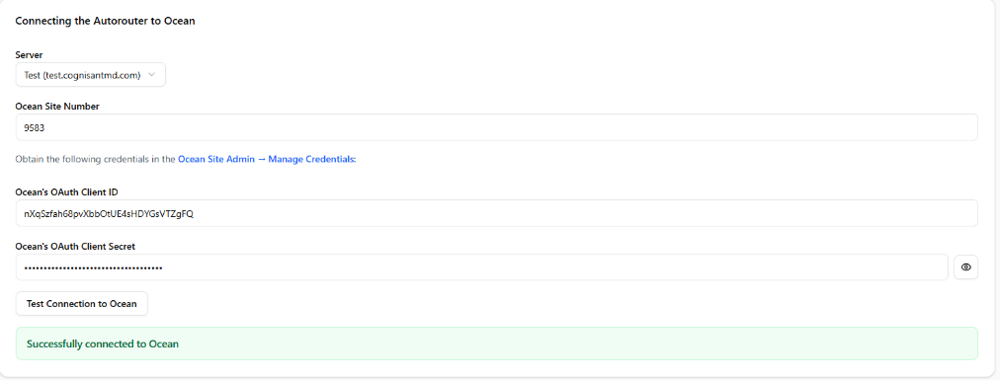 Connecting the Autorouter to Ocean
Server
Test (test.cognisantmd.com)
Ocean Site Number
9583
Obtain the following credentials in the Ocean Site Admin → Manage Credentials:
Ocean's OAuth Client ID
nXqSzfah68pvXbbOtUE4sHDYGsVTZgFQ
Ocean's OAuth Client Secret
••••••••••••••••••••••••••••••••••••
Test Connection to Ocean
Successfully connected to Ocean